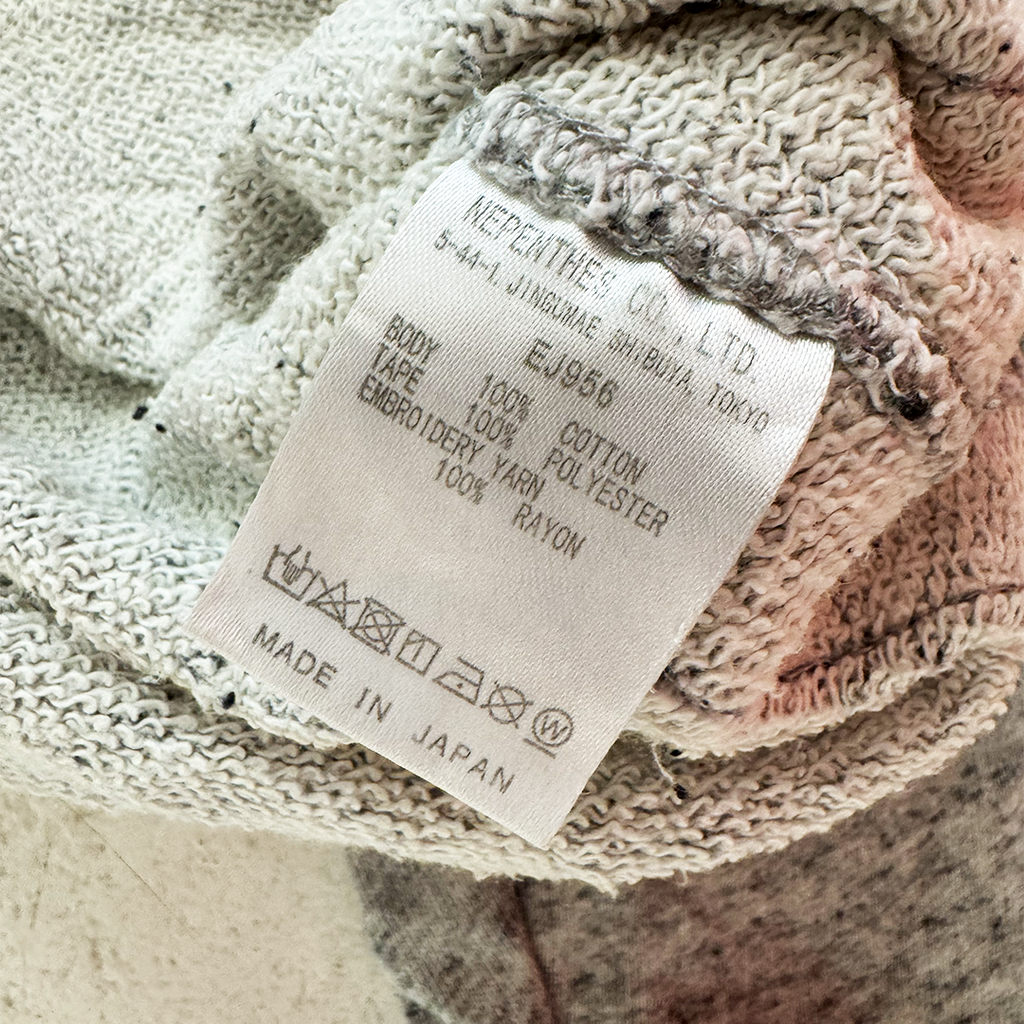 NEPENTHES CO., LTD.
5-44-1, JINGUMAE SHIBUYA, TOKYO
EJ956
BODY 100% COTTON
TAPE 100% POLYESTER
EMBROIDERY YARN
100% RAYON
W
MADE IN JAPAN